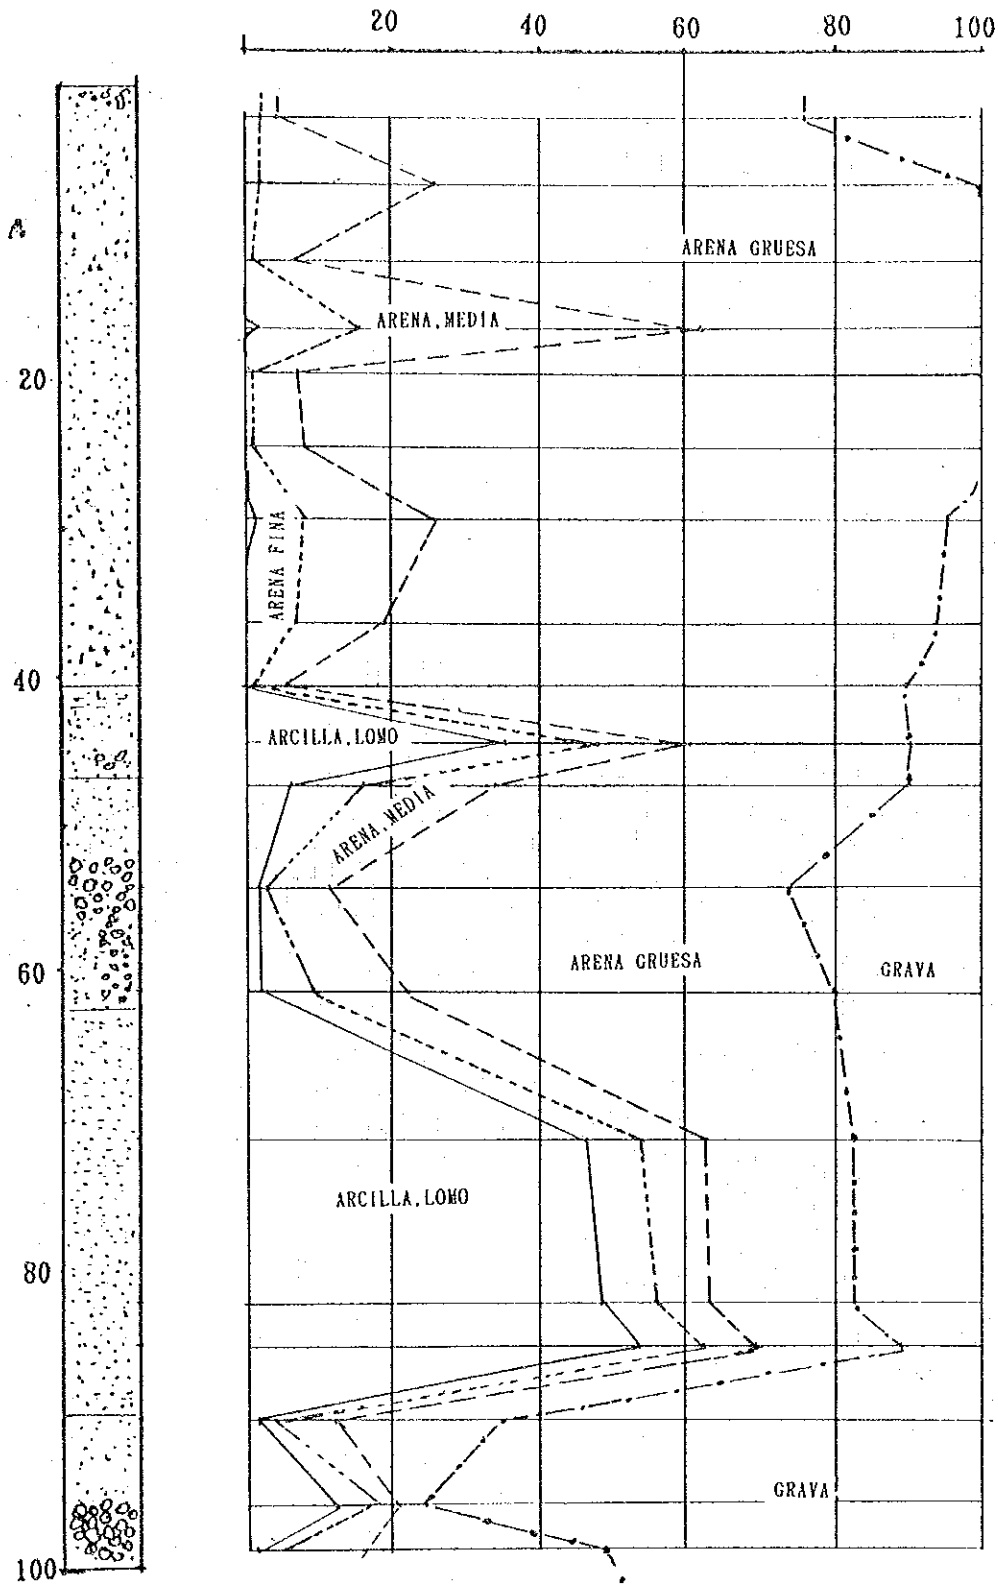 20 40 60 80 100
ARENA GRUESA
ARENA, MEDIA
20
ARENA FINA
40
ARCILLA, LOMO
ARENA, MEDIA
ARENA GRUESA
GRAVA
60
ARCILLA, LOMO
80
GRAVA
100